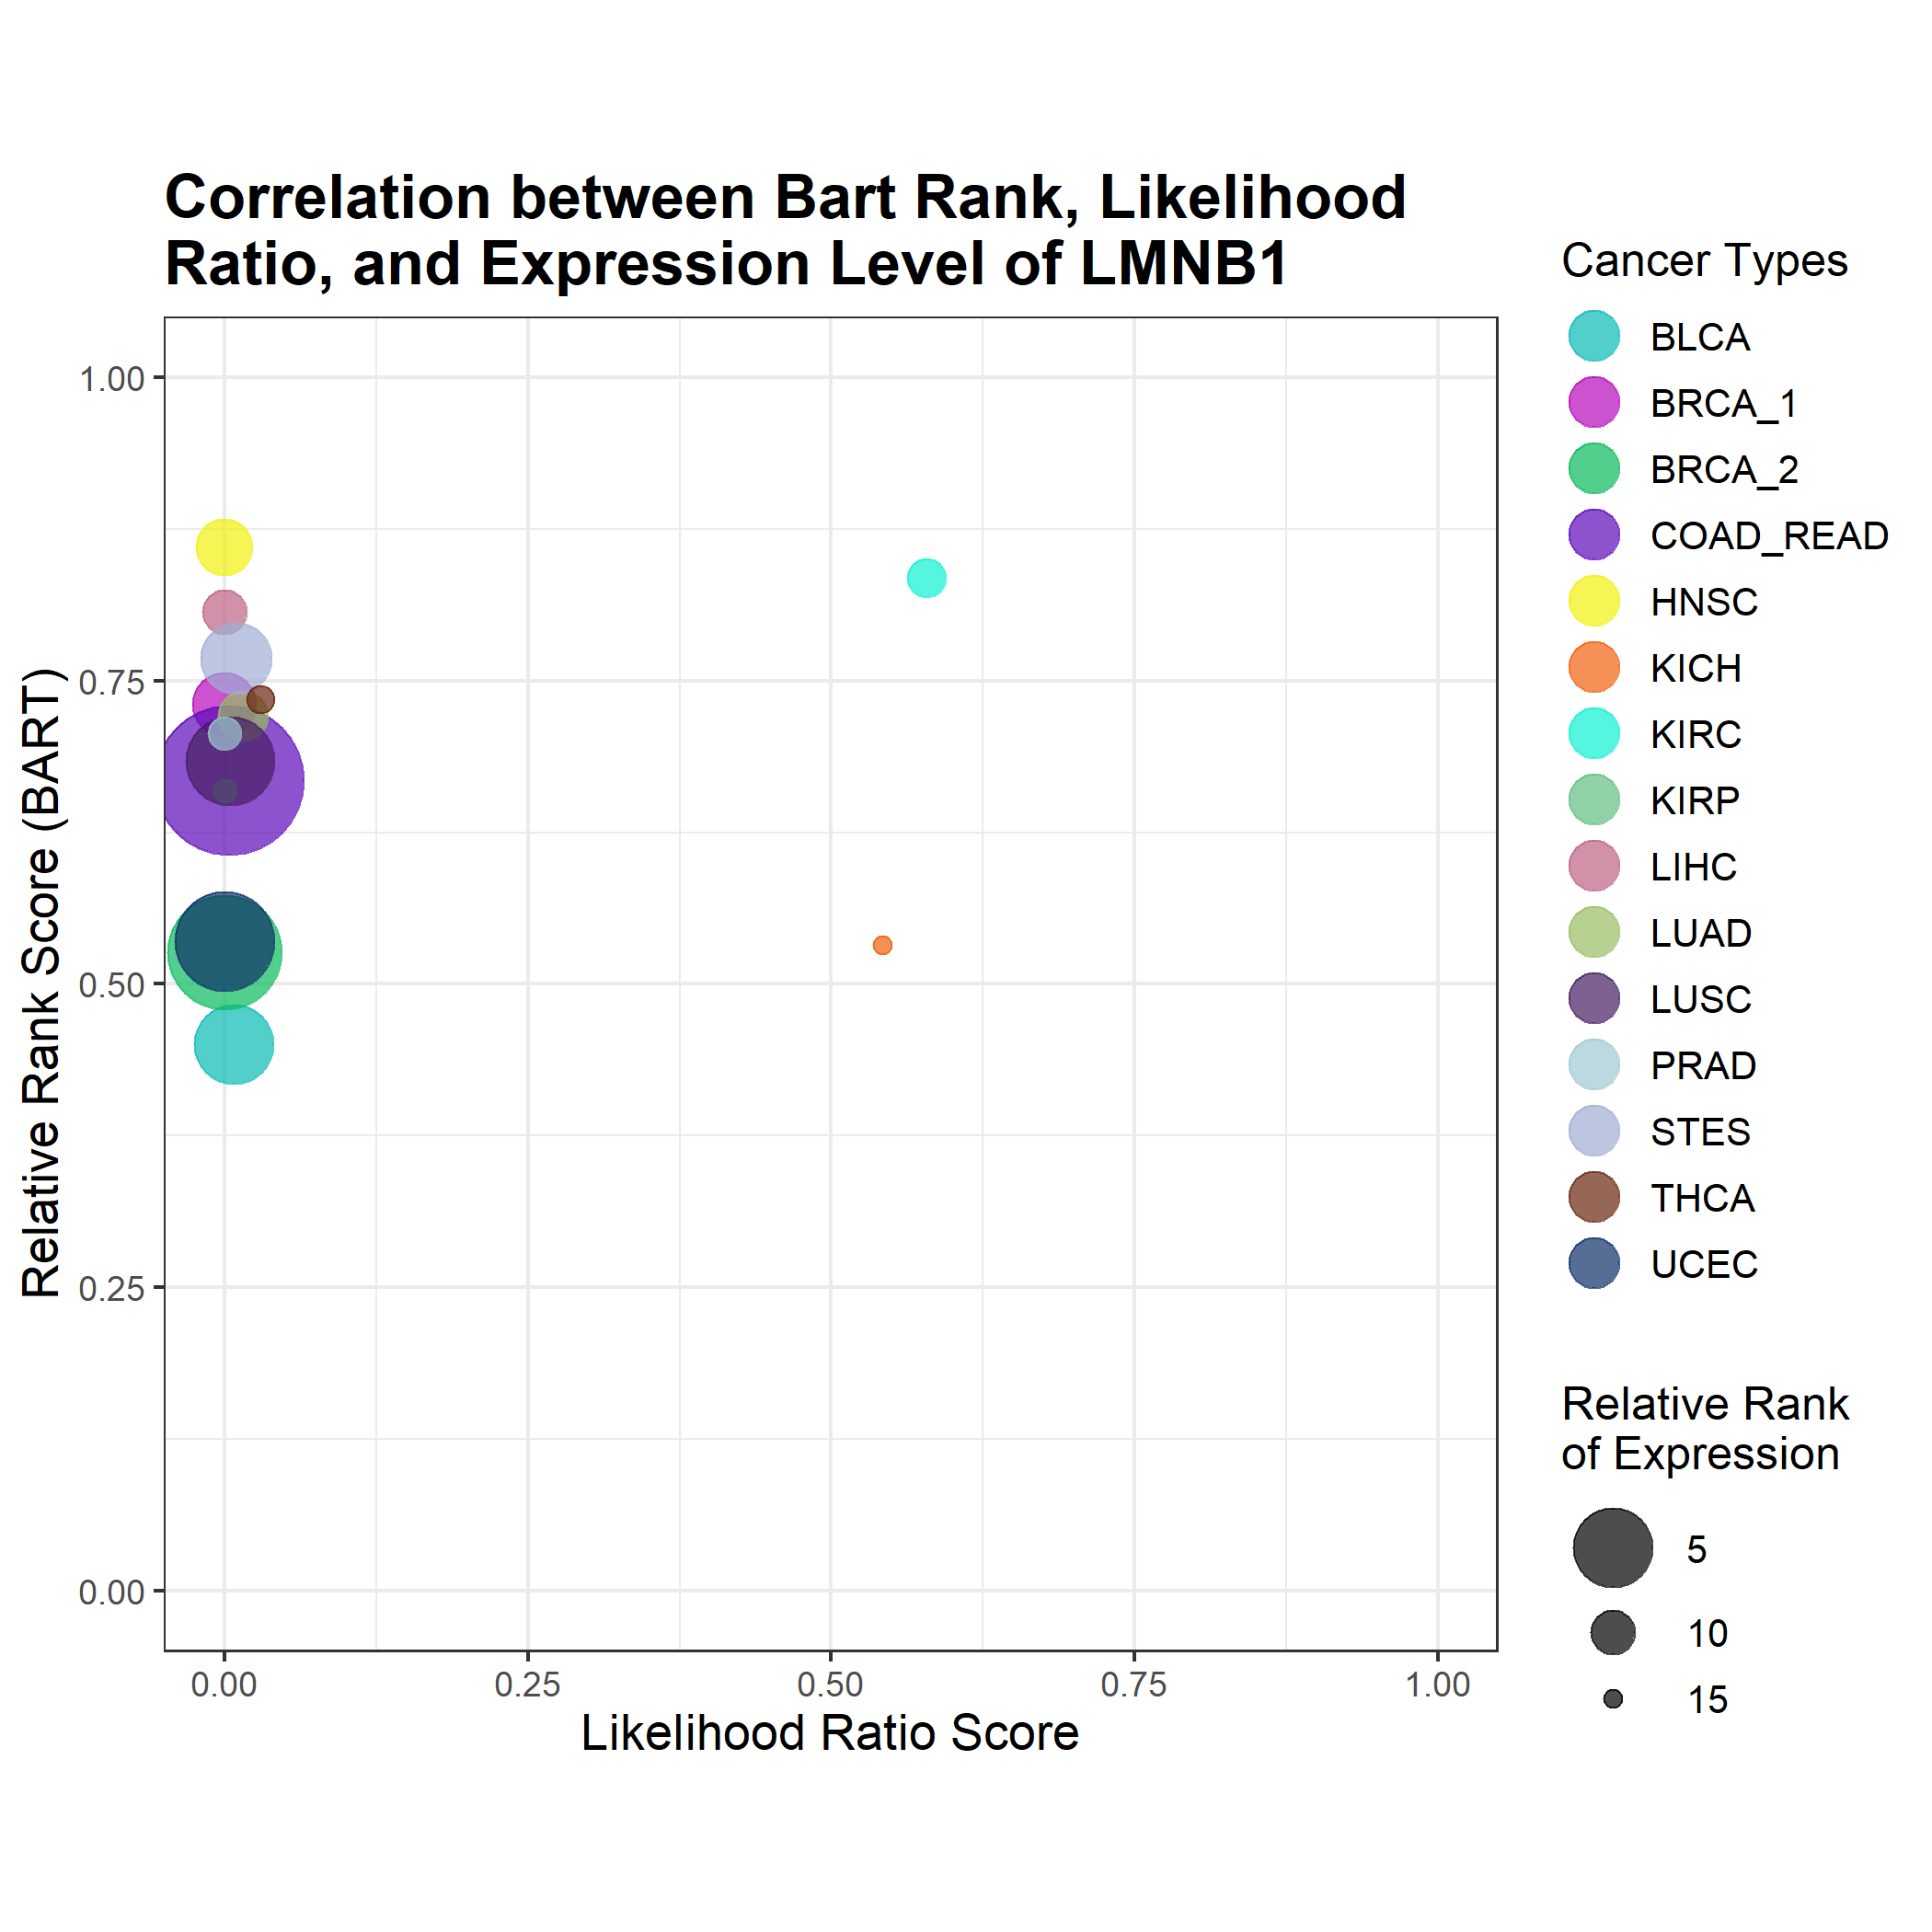 Correlation between Bart Rank, Likelihood
Ratio, and Expression Level of LMNB1
Relative Rank Score (BART)
1.00
0.75
0.50
0.25
0.00
0.00
0.25
0.50
0.75
1.00
Likelihood Ratio Score
Cancer Types
BLCA
BRCA_1
BRCA_2
COAD_READ
HNSC
KICH
KIRC
KIRP
LIHC
LUAD
LUSC
PRAD
STES
THCA
UCEC
Relative Rank
of Expression
5
10
15